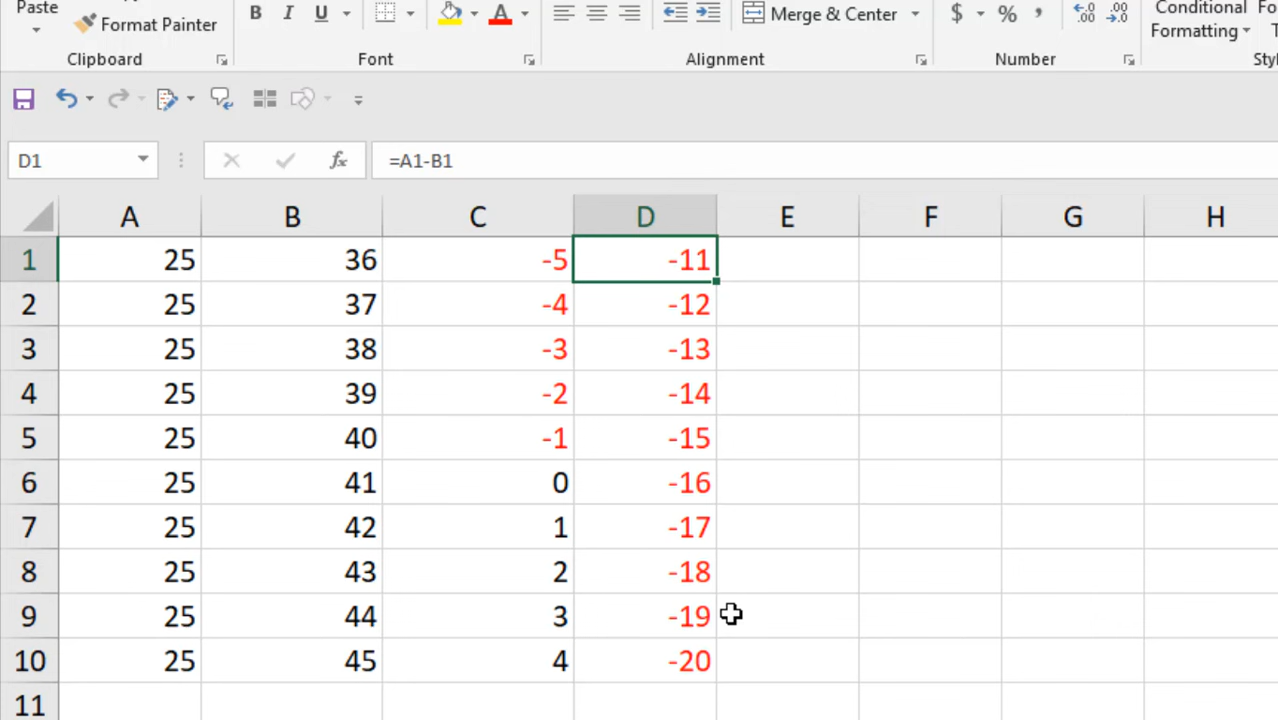 Paste
Format Painter
B I U
A
Merge & Center
$ % ,
.00
.00
Conditional
Formatting
Clipboard
Font
Alignment
Number
D1
fx
=A1-B1
A B C D E F G H
1 25 36 -5 -11
2 25 37 -4 -12
3 25 38 -3 -13
4 25 39 -2 -14
5 25 40 -1 -15
6 25 41 0 -16
7 25 42 1 -17
8 25 43 2 -18
9 25 44 3 -19
10 25 45 4 -20
11